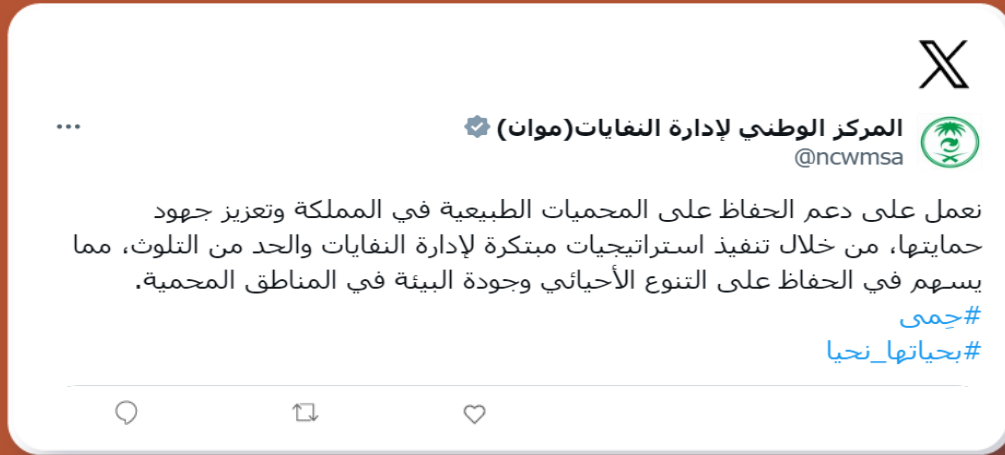 المركز الوطني لإدارة النفايات(موان)
@ncwmsa
نعمل على دعم الحفاظ على المحميات الطبيعية في المملكة وتعزيز جهود
حمايتها، من خلال تنفيذ استراتيجيات مبتكرة لإدارة النفايات والحد من التلوث، مما
يسهم في الحفاظ على التنوع الأحيائي وجودة البيئة في المناطق المحمية.
#حِمى
#بحياتها_نحيا